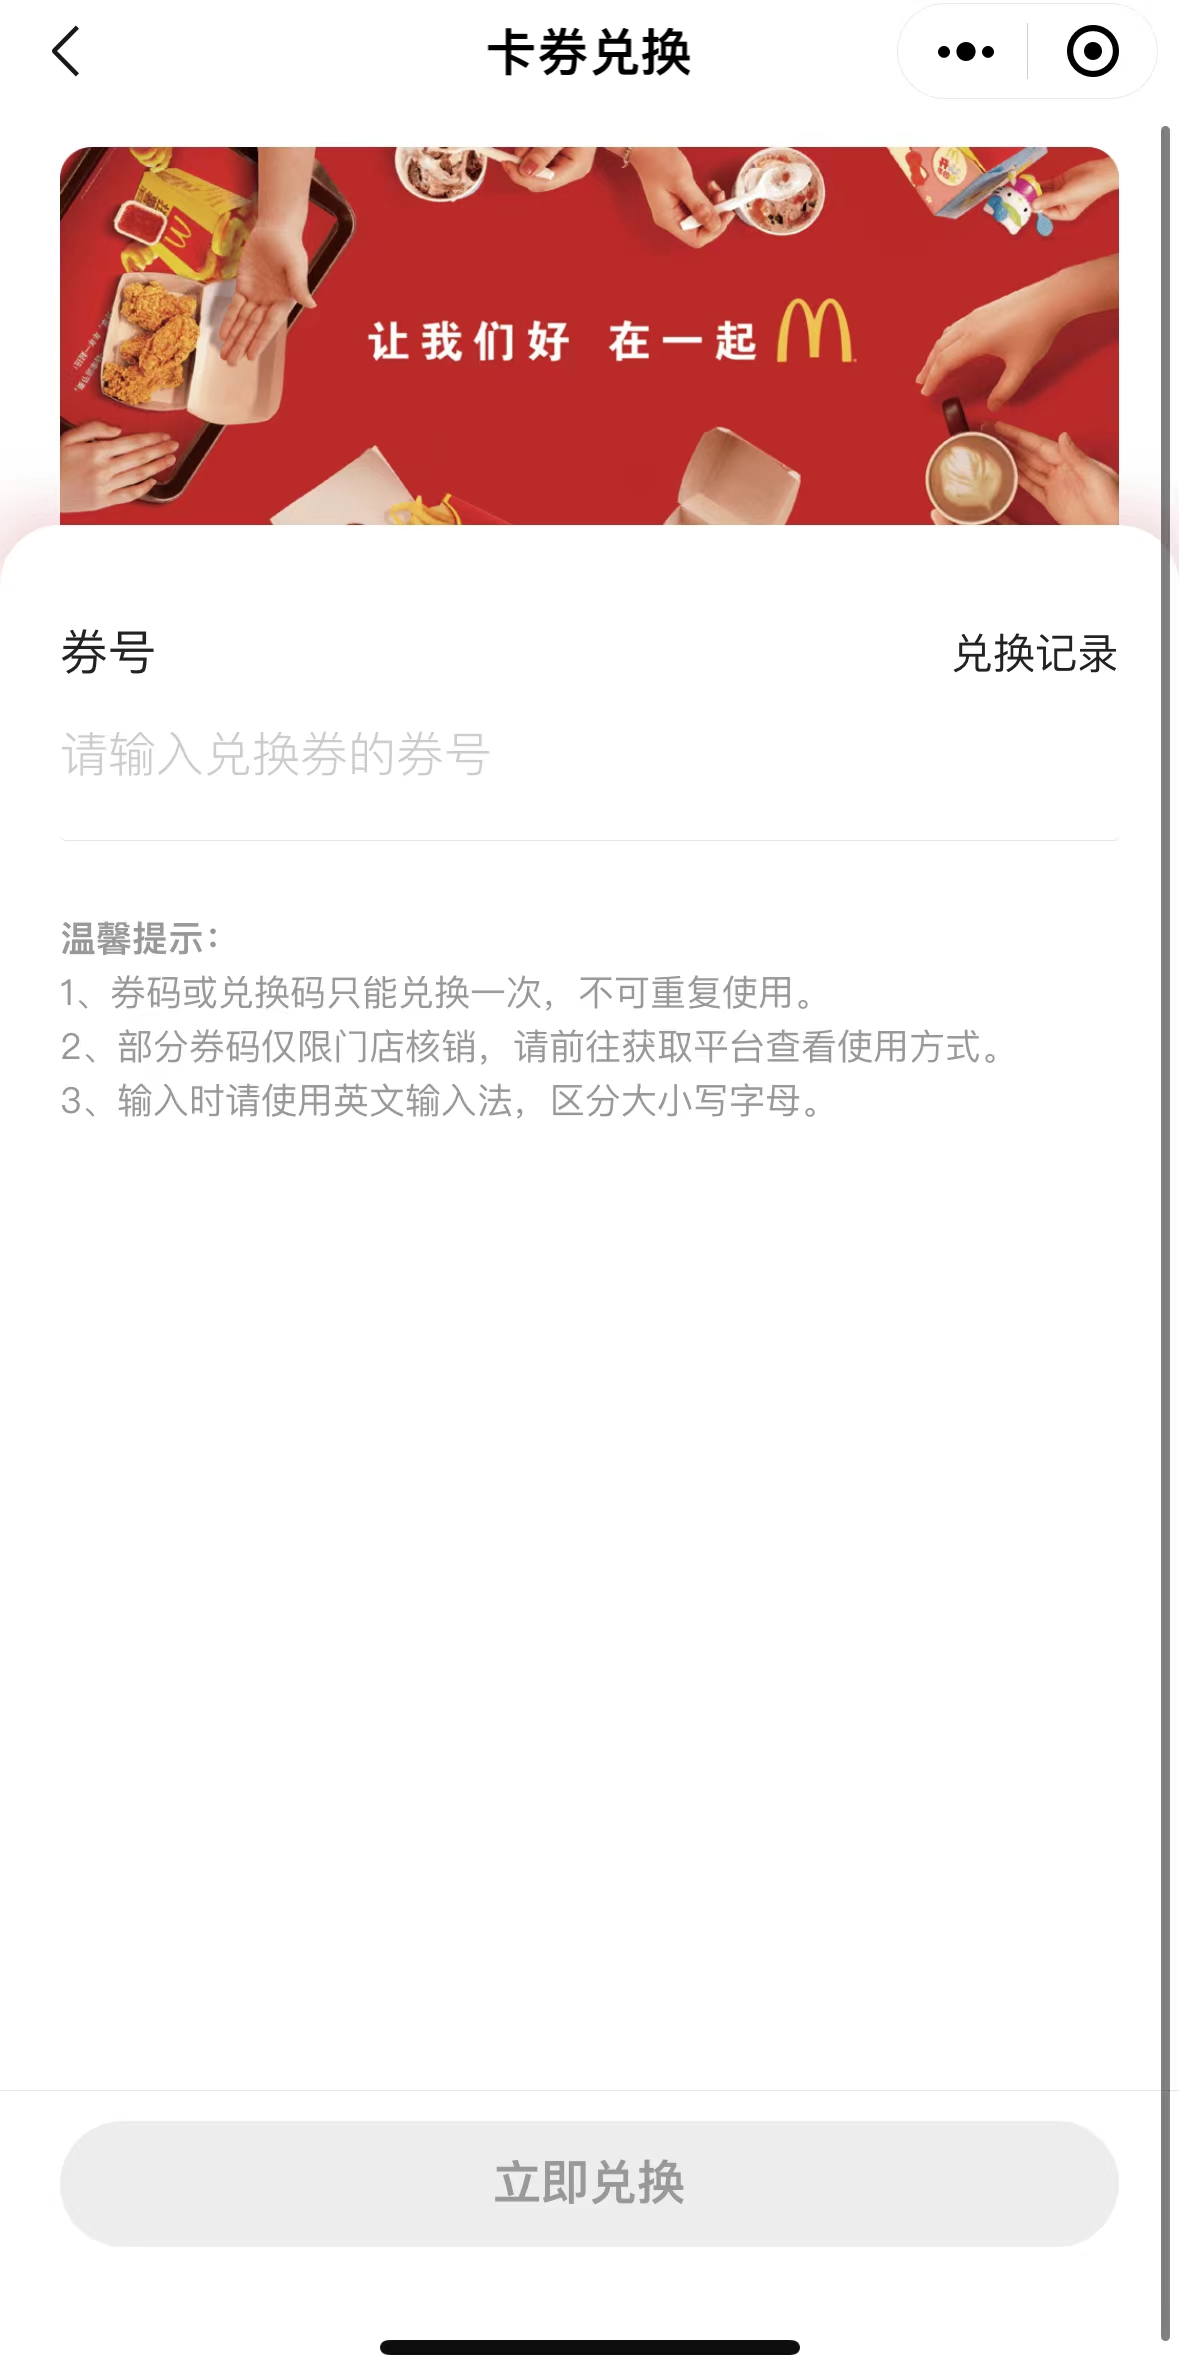 卡券兑换
让我们好 在一起
券号
兑换记录
请输入兑换券的券号
温馨提示：
1、券码或兑换码只能兑换一次，不可重复使用。
2、部分券码仅限门店核销，请前往获取平台查看使用方式。
3、输入时请使用英文输入法，区分大小写字母。
立即兑换